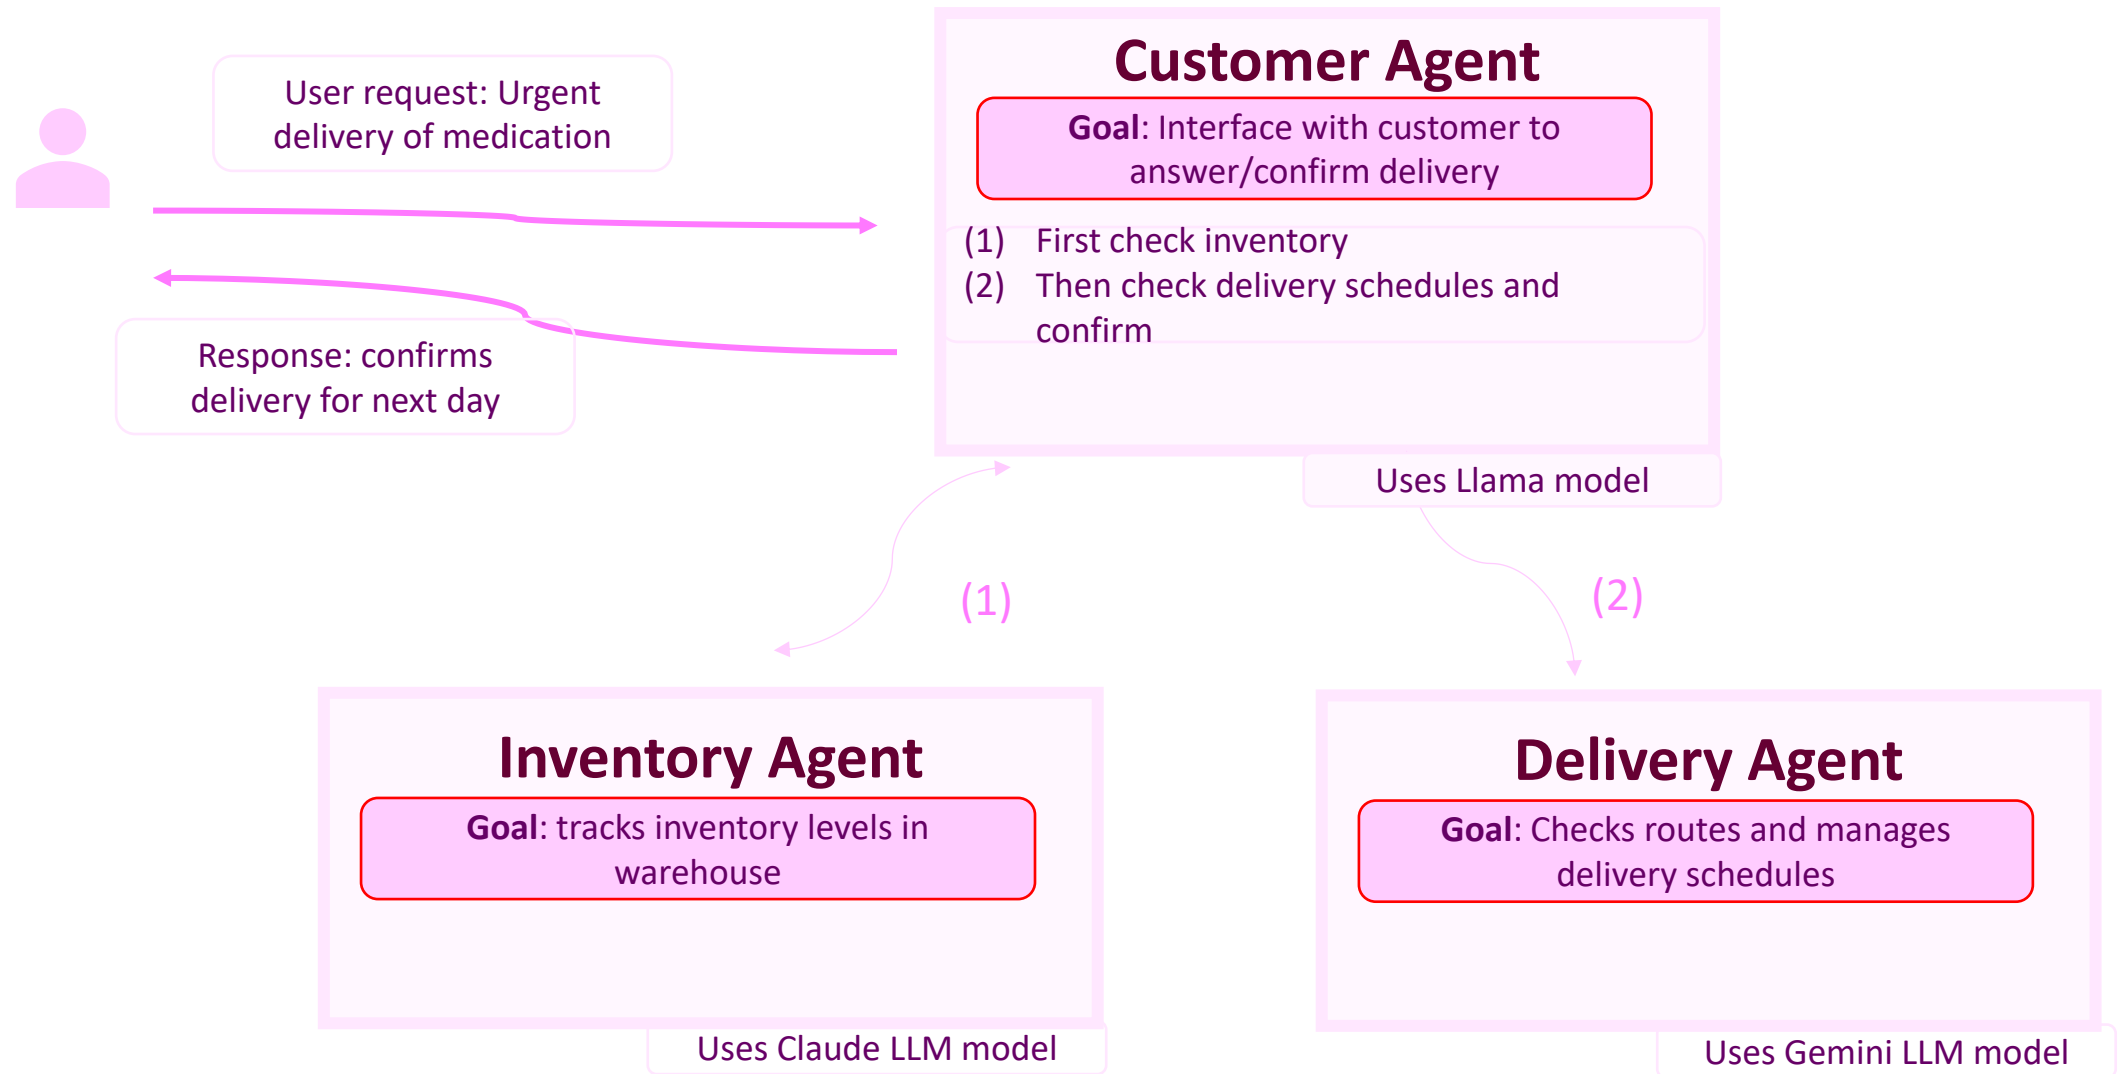 User request: Urgent
delivery of medication
Response: confirms
delivery for next day
Customer Agent
Goal: Interface with customer to
answer/confirm delivery
(1) First check inventory
(2) Then check delivery schedules and
confirm
Uses Llama model
(1)
(2)
Inventory Agent
Goal: tracks inventory levels in
warehouse
Uses Claude LLM model
Delivery Agent
Goal: Checks routes and manages
delivery schedules
Uses Gemini LLM model